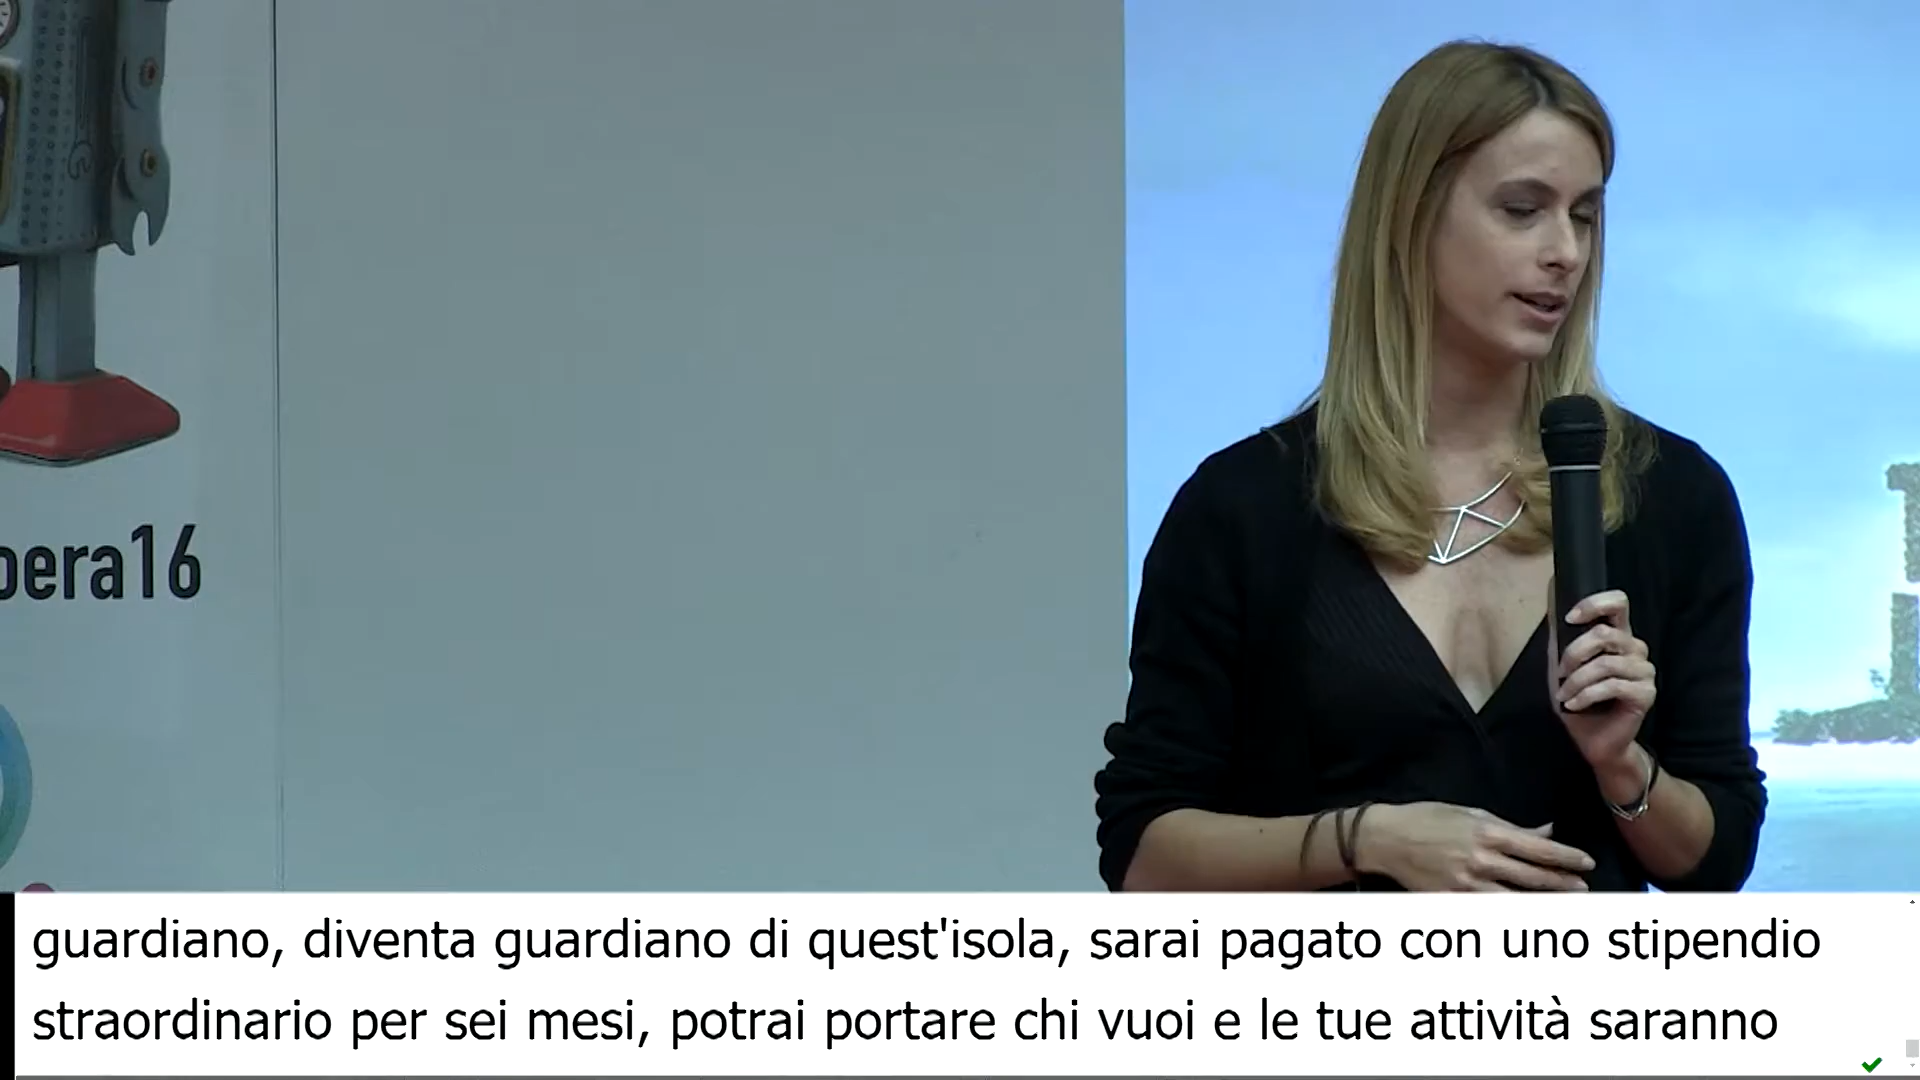 pera16
guardiano, diventa guardiano di quest'isola, sarai pagato con uno stipendio
straordinario per sei mesi, potrai portare chi vuoi e le tue attività saranno